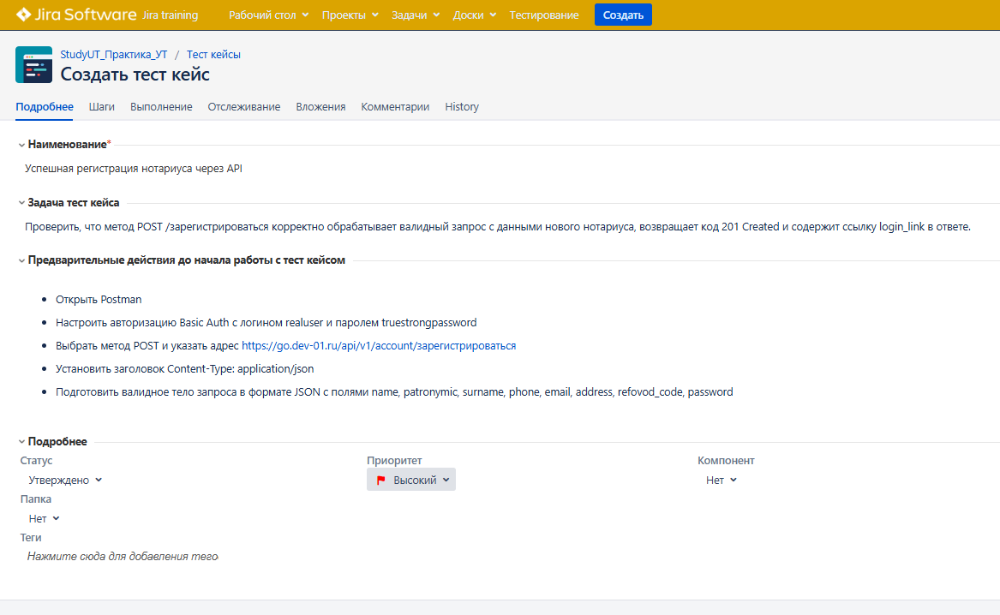 Jira Software Jira training Рабочий стол Проекты Задачи Доски Тестирование Создать
StudyUT_Практика_УТ / Тест кейсы
Создать тест кейс
Подробнее Шаги Выполнение Отслеживание Вложения Комментарии History
Наименование*
Успешная регистрация нотариуса через API
Задача тест кейса
Проверить, что метод POST /зарегистрироваться корректно обрабатывает валидный запрос с данными нового нотариуса, возвращает код 201 Created и содержит ссылку login_link в ответе.
Предварительные действия до начала работы с тест кейсом
• Открыть Postman
• Настроить авторизацию Basic Auth с логином realuser и паролем truestrongpassword
• Выбрать метод POST и указать адрес https://go.dev-01.ru/api/v1/account/зарегистрироваться
• Установить заголовок Content-Type: application/json
• Подготовить валидное тело запроса в формате JSON с полями name, patronymic, surname, phone, email, address, refovod_code, password
Подробнее
Статус Приоритет Компонент
Утверждено Высокий Нет
Папка
Нет
Теги
Нажмите сюда для добавления тего